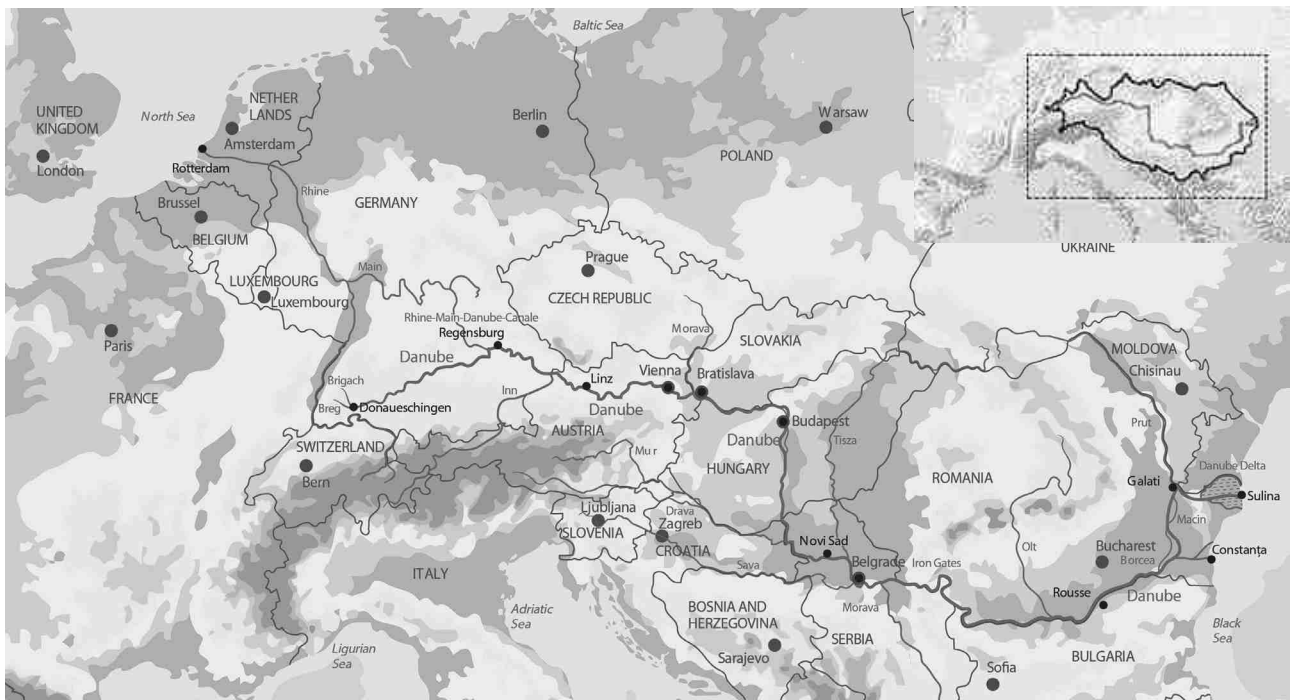 Baltic Sea
UNITED
KINGDOM
London
North Sea
NETHER
LANDS
Amsterdam
Rotterdam
Berlin
Warsaw
POLAND
Rhine
Brussel
BELGIUM
GERMANY
LUXEMBOURG
Luxembourg
Main
Prague
CZECH REPUBLIC
UKRAINE
Paris
FRANCE
Rhine-Main-Danube-Canale
Regensburg
Danube
Morava
SLOVAKIA
MOLDOVA
Chisinau
Brigach
Breg
Donaueschingen
Inn
Linz
Vienna
Bratislava
Danube
AUSTRIA
Budapest
Danube
HUNGARY
Tisza
Prut
SWITZERLAND
Bern
Mur
ROMANIA
Danube Delta
Galati
Sulina
Ljubljana
SLOVENIA
Drava
Zagreb
CROATIA
Novi Sad
Belgrade
Iron Gates
Olt
Macin
Bucharest
Borcea
Constanța
ITALY
Sava
Morava
Rousse
Danube
Adriatic
Sea
BOSNIA AND
HERZEGOVINA
Sarajevo
SERBIA
Sofia
BULGARIA
Black
Sea
Ligurian
Sea